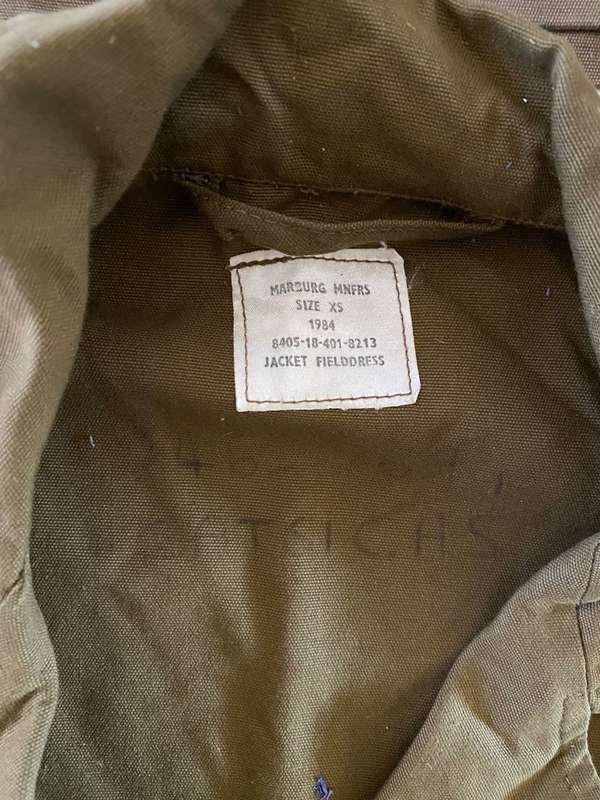 MARBURG MNFRS
SIZE XS
1984
8405-18-401-8213
JACKET FIELDDRESS